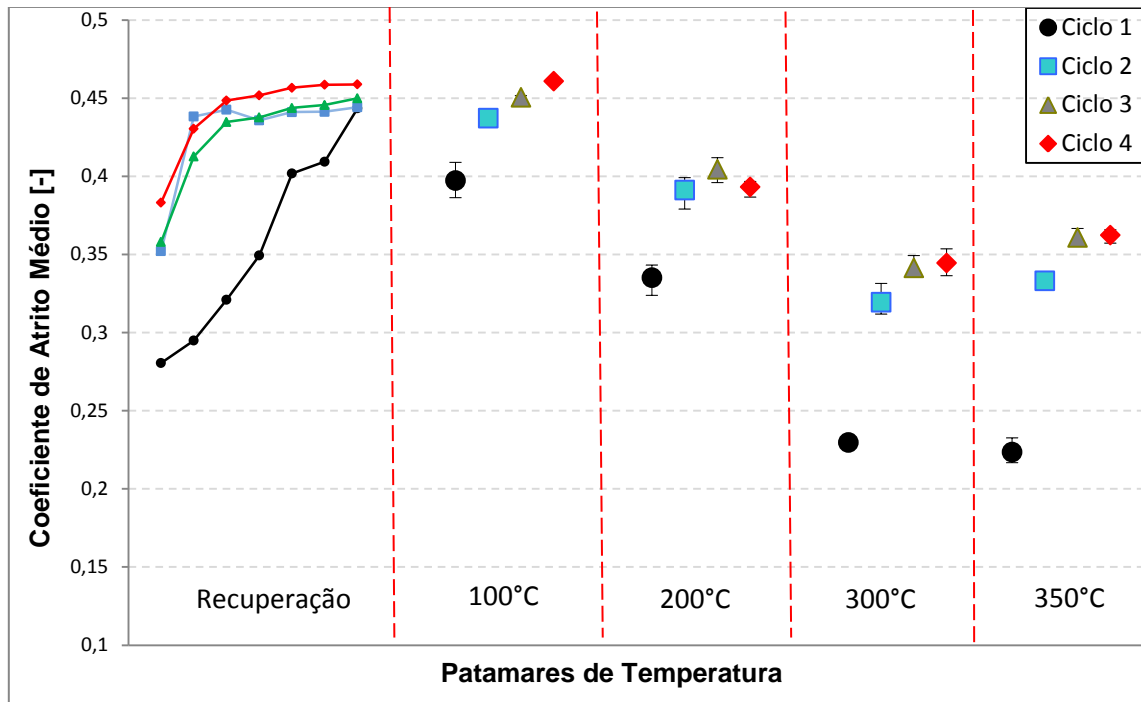 Coeficiente de Atrito Médio [-]
0,5
0,45
0,4
0,35
0,3
0,25
0,2
0,15
0,1
Ciclo 1
Ciclo 2
Ciclo 3
Ciclo 4
Recuperação
100°C
200°C
300°C
350°C
Patamares de Temperatura